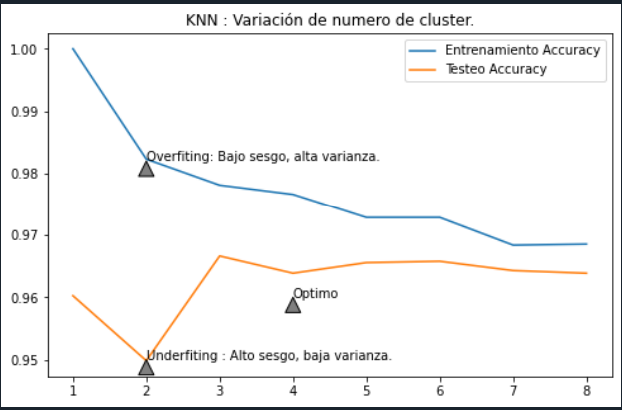 KNN : Variación de numero de cluster.
Entrenamiento Accuracy
Testeo Accuracy
1.00
0.99
Overfiting: Bajo sesgo, alta varianza.
0.98
0.97
0.96
Optimo
Underfiting : Alto sesgo, baja varianza.
0.95
1 2 3 4 5 6 7 8